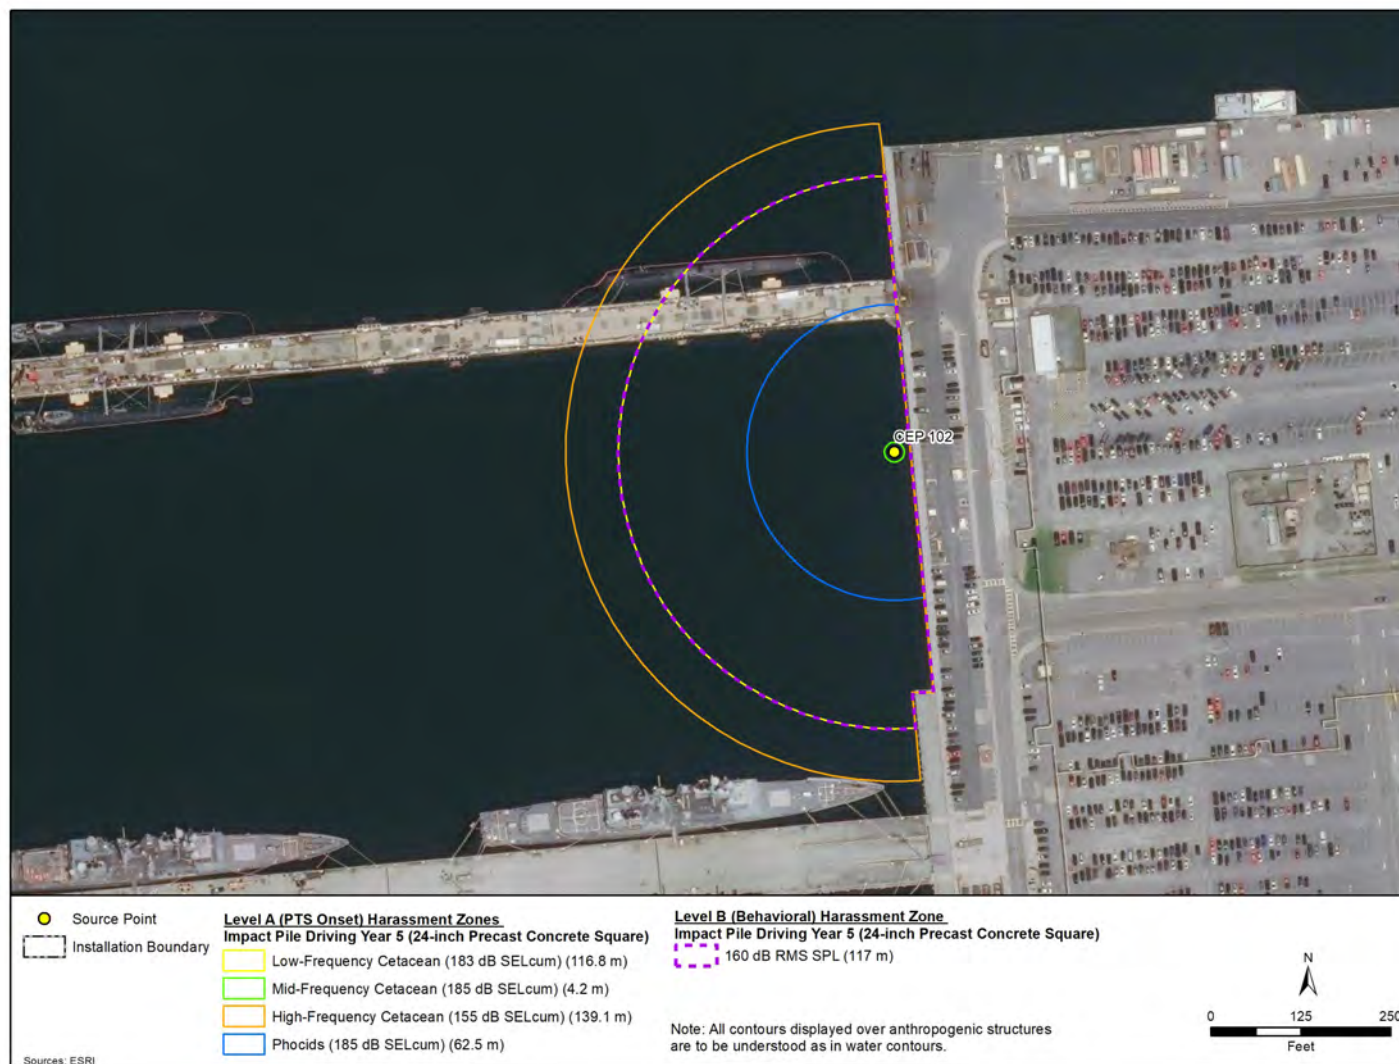 CEP 102
Source Point
Installation Boundary
Level A (PTS Onset) Harassment Zones
Impact Pile Driving Year 5 (24-inch Precast Concrete Square)
Low-Frequency Cetacean (183 dB SELcum) (116.8 m)
Mid-Frequency Cetacean (185 dB SELcum) (4.2 m)
High-Frequency Cetacean (155 dB SELcum) (139.1 m)
Phocids (185 dB SELcum) (62.5 m)
Level B (Behavioral) Harassment Zone
Impact Pile Driving Year 5 (24-inch Precast Concrete Square)
160 dB RMS SPL (117 m)
Note: All contours displayed over anthropogenic structures
are to be understood as in water contours.
N
0 125 250
Feet
Sources: ESRI